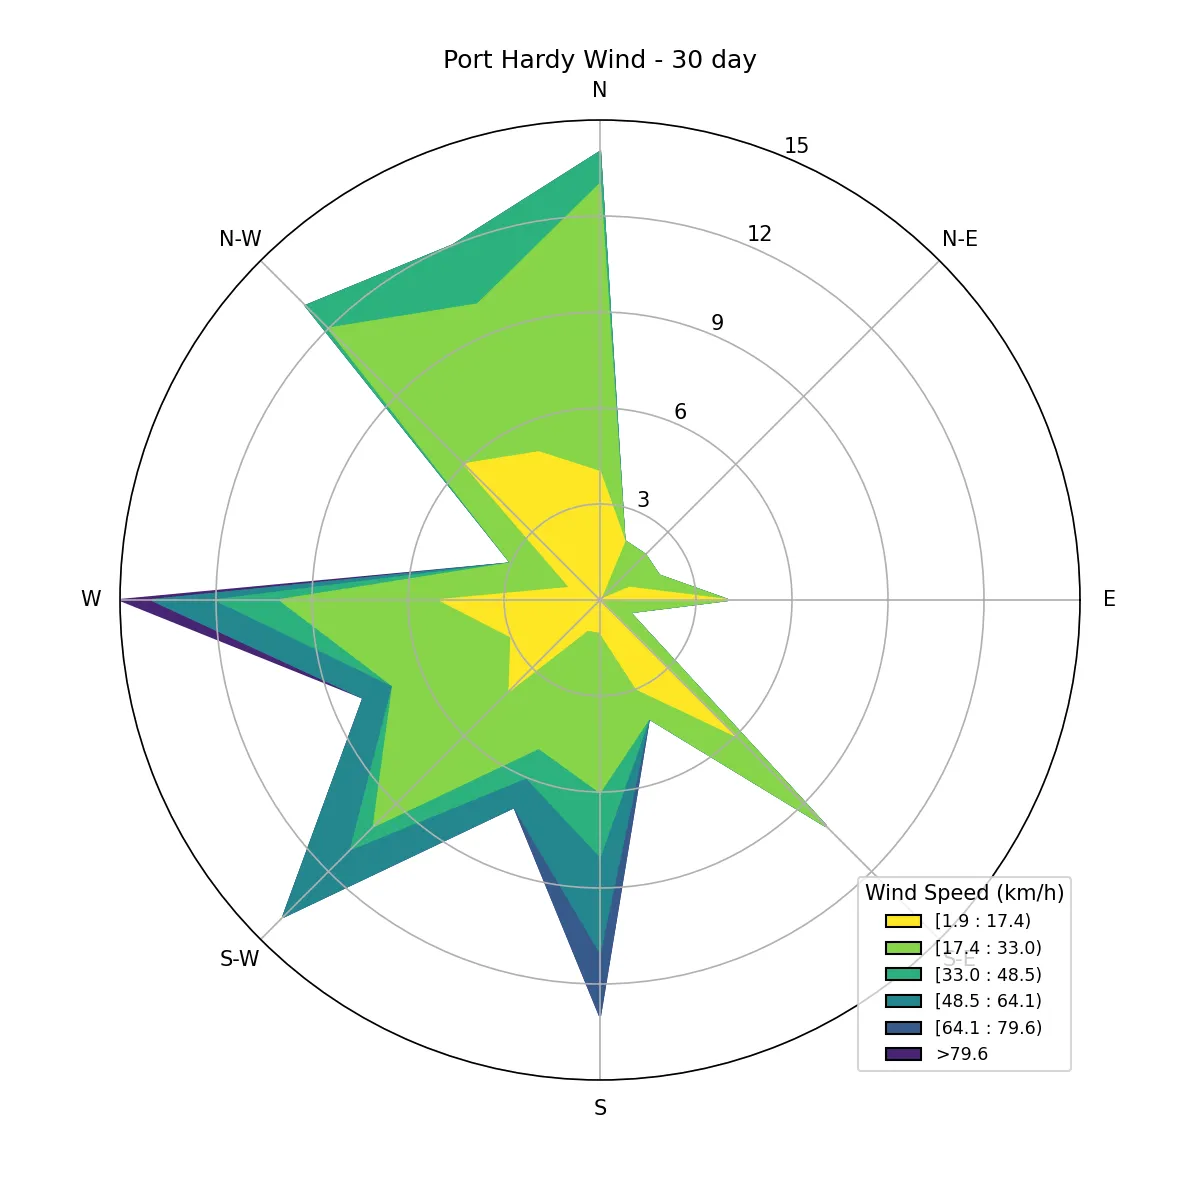 Port Hardy Wind - 30 day
N
15
N-W
12
N-E
9
6
3
W
E
Wind Speed (km/h)
[1.9 : 17.4)
[17.4 : 33.0)
S-W
S-E
[33.0 : 48.5)
[48.5 : 64.1)
[64.1 : 79.6)
>79.6
S